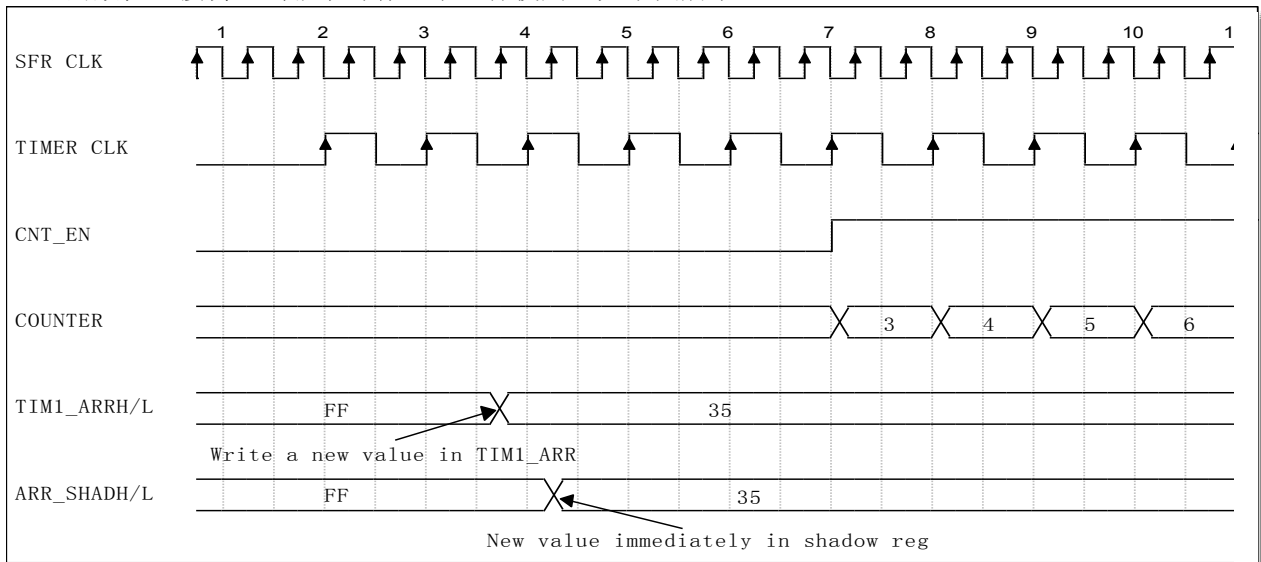 1 2 3 4 5 6 7 8 9 10 1
SFR CLK
TIMER CLK
CNT_EN
COUNTER 3 4 5 6
TIM1_ARRH/L FF 35
Write a new value in TIM1_ARR
ARR_SHADH/L FF 35
New value immediately in shadow reg